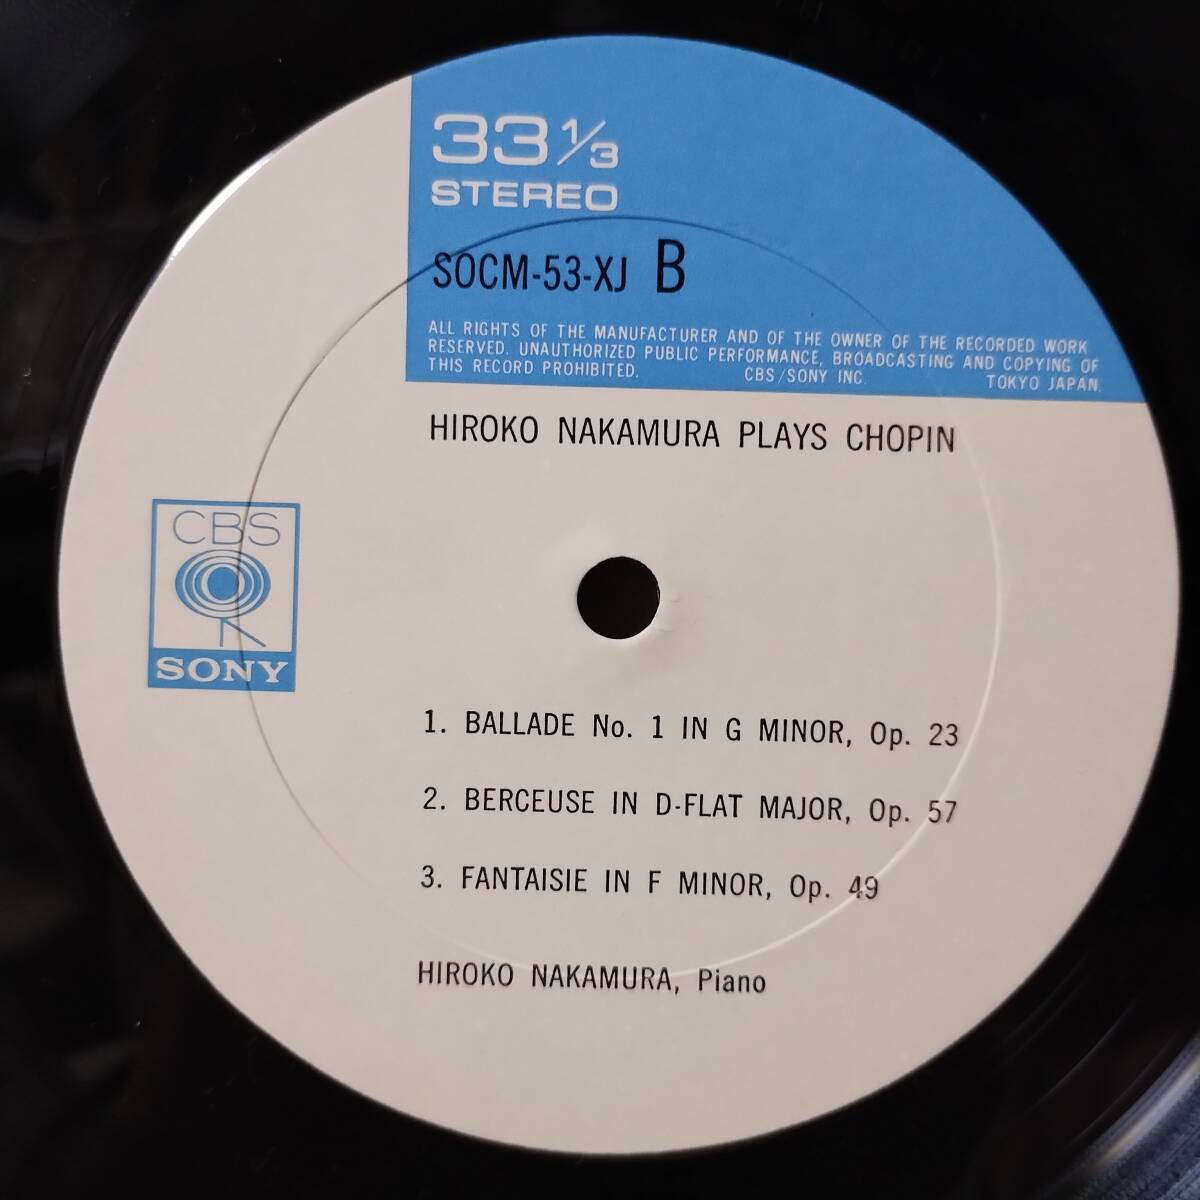 33 1/3
STEREO
SOCM-53-XJ B
ALL RIGHTS OF THE MANUFACTURER AND OF THE OWNER OF THE RECORDED WORK
RESERVED. UNAUTHORIZED PUBLIC PERFORMANCE, BROADCASTING AND COPYING OF
THIS RECORD PROHIBITED. CBS/SONY INC. TOKYO JAPAN.
HIROKO NAKAMURA PLAYS CHOPIN
CBS
SONY
1. BALLADE No. 1 IN G MINOR, Op. 23
2. BERCEUSE IN D-FLAT MAJOR, Op. 57
3. FANTAISIE IN F MINOR, Op. 49
HIROKO NAKAMURA, Piano